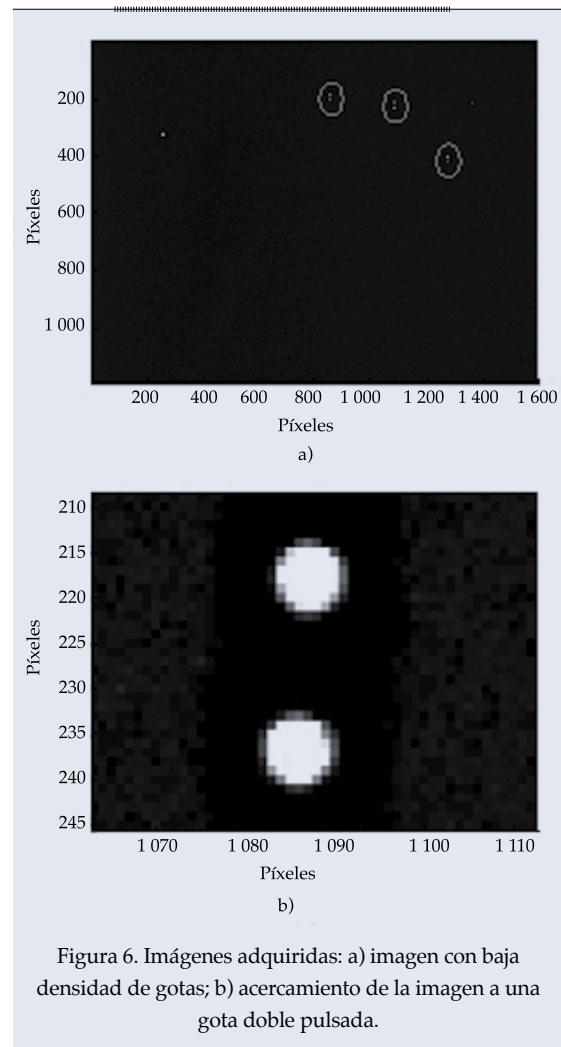 200
400
600
800
1 000
Píxeles
200 400 600 800 1 000 1 200 1 400 1 600
Píxeles
a)
210
215
220
225
230
235
240
245
Píxeles
1 070 1 080 1 090 1 100 1 110
Píxeles
b)
Figura 6. Imágenes adquiridas: a) imagen con baja
densidad de gotas; b) acercamiento de la imagen a una
gota doble pulsada.